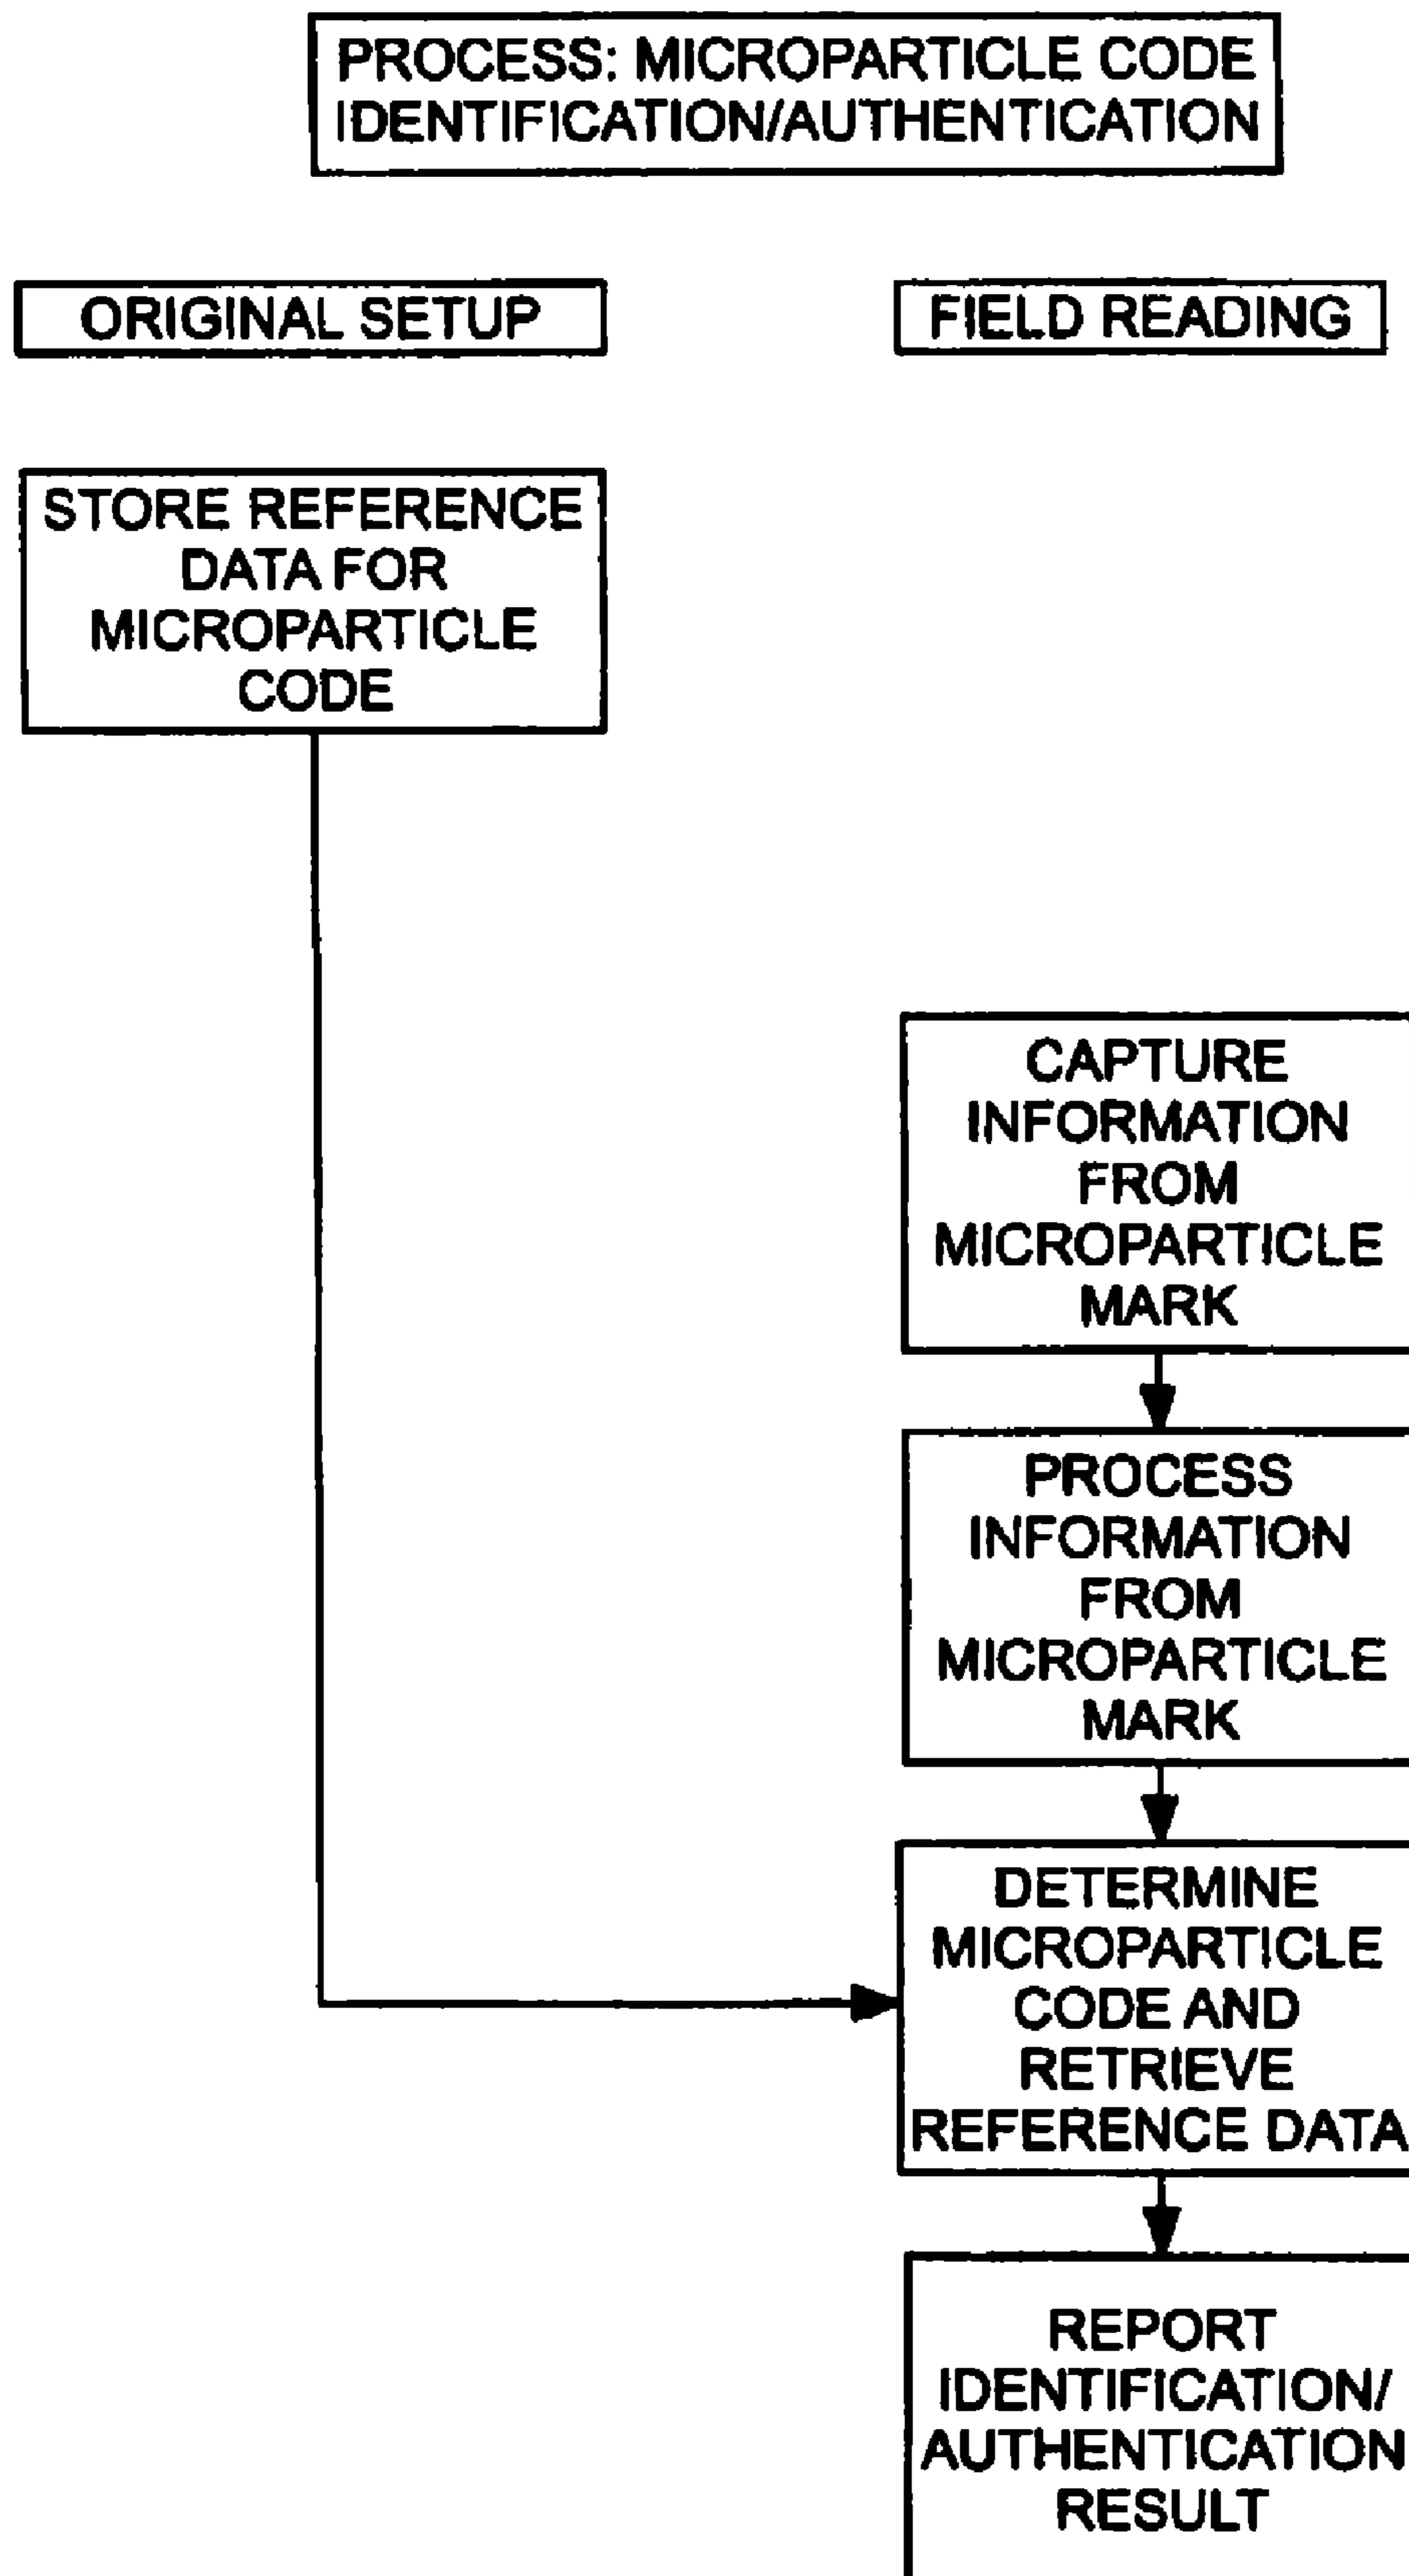 PROCESS: MICROPARTICLE CODE
IDENTIFICATION/AUTHENTICATION
ORIGINAL SETUP
FIELD READING
STORE REFERENCE
DATA FOR
MICROPARTICLE
CODE
CAPTURE
INFORMATION
FROM
MICROPARTICLE
MARK
PROCESS
INFORMATION
FROM
MICROPARTICLE
MARK
DETERMINE
MICROPARTICLE
CODE AND
RETRIEVE
REFERENCE DATA
REPORT
IDENTIFICATION/
AUTHENTICATION
RESULT